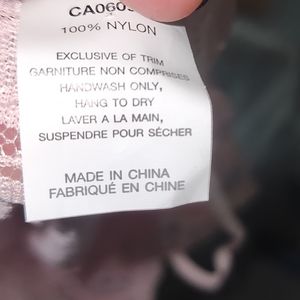 100% NYLON
EXCLUSIVE OF TRIM
GARNITURE NON COMPRISES
HANDWASH ONLY,
HANG TO DRY
LAVER A LA MAIN,
SUSPENDRE POUR SÉCHER
MADE IN CHINA
FABRIQUÉ EN CHINE